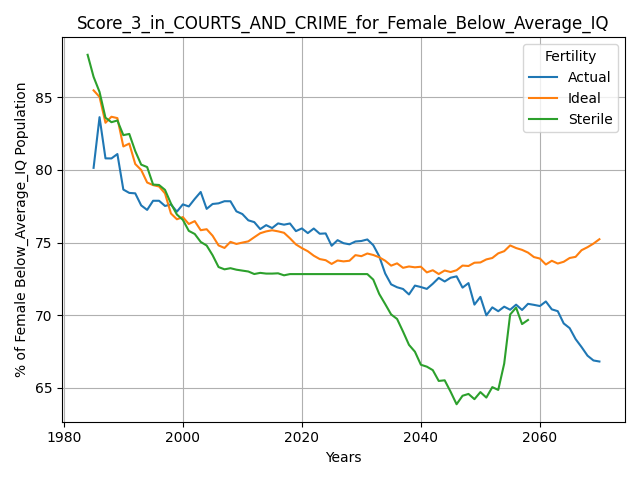 Score_3_in_COURTS_AND_CRIME_for_Female_Below_Average_IQ
Fertility
Actual
Ideal
Sterile
% of Female Below_Average_IQ Population
85
80
75
70
65
1980
2000
2020
2040
2060
Years